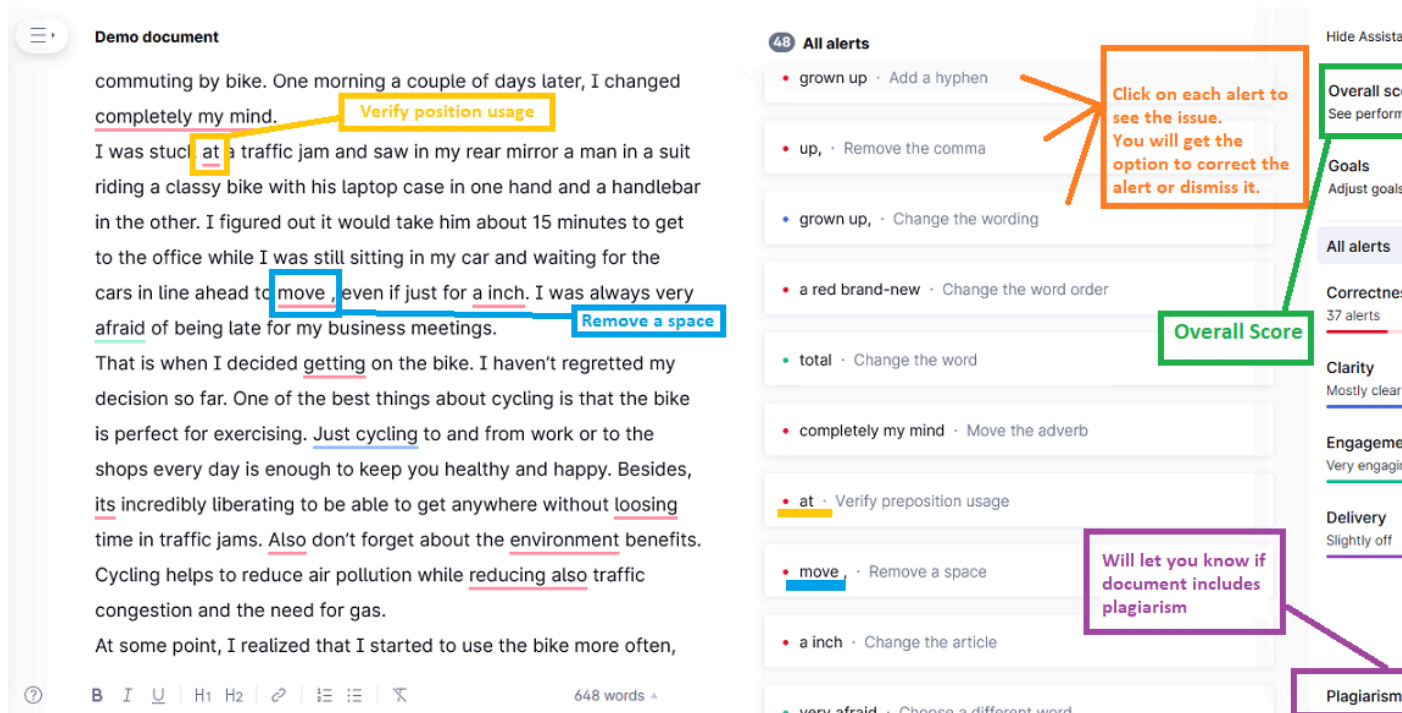 Demo document
commuting by bike. One morning a couple of days later, I changed
completely my mind.
Verify position usage
I was stuck at a traffic jam and saw in my rear mirror a man in a suit
riding a classy bike with his laptop case in one hand and a handlebar
in the other. I figured out it would take him about 15 minutes to get
to the office while I was still sitting in my car and waiting for the
cars in line ahead to move , even if just for a inch. I was always very
Remove a space
afraid of being late for my business meetings.
That is when I decided getting on the bike. I haven't regretted my
decision so far. One of the best things about cycling is that the bike
is perfect for exercising. Just cycling to and from work or to the
shops every day is enough to keep you healthy and happy. Besides,
its incredibly liberating to be able to get anywhere without loosing
time in traffic jams. Also don't forget about the environment benefits.
Cycling helps to reduce air pollution while reducing also traffic
congestion and the need for gas.
At some point, I realized that I started to use the bike more often,
B I U H1 H2
648 words
48 All alerts
grown up · Add a hyphen
up, · Remove the comma
grown up, · Change the wording
a red brand-new · Change the word order
total · Change the word
completely my mind · Move the adverb
at · Verify preposition usage
move , · Remove a space
a inch · Change the article
very afraid · Choose a different word
Click on each alert to
see the issue.
You will get the
option to correct the
alert or dismiss it.
Overall Score
Will let you know if
document includes
plagiarism
Hide Assista
Overall sco
See perform
Goals
Adjust goals
All alerts
Correctnes
37 alerts
Clarity
Mostly clear
Engageme
Very engagin
Delivery
Slightly off
Plagiarism